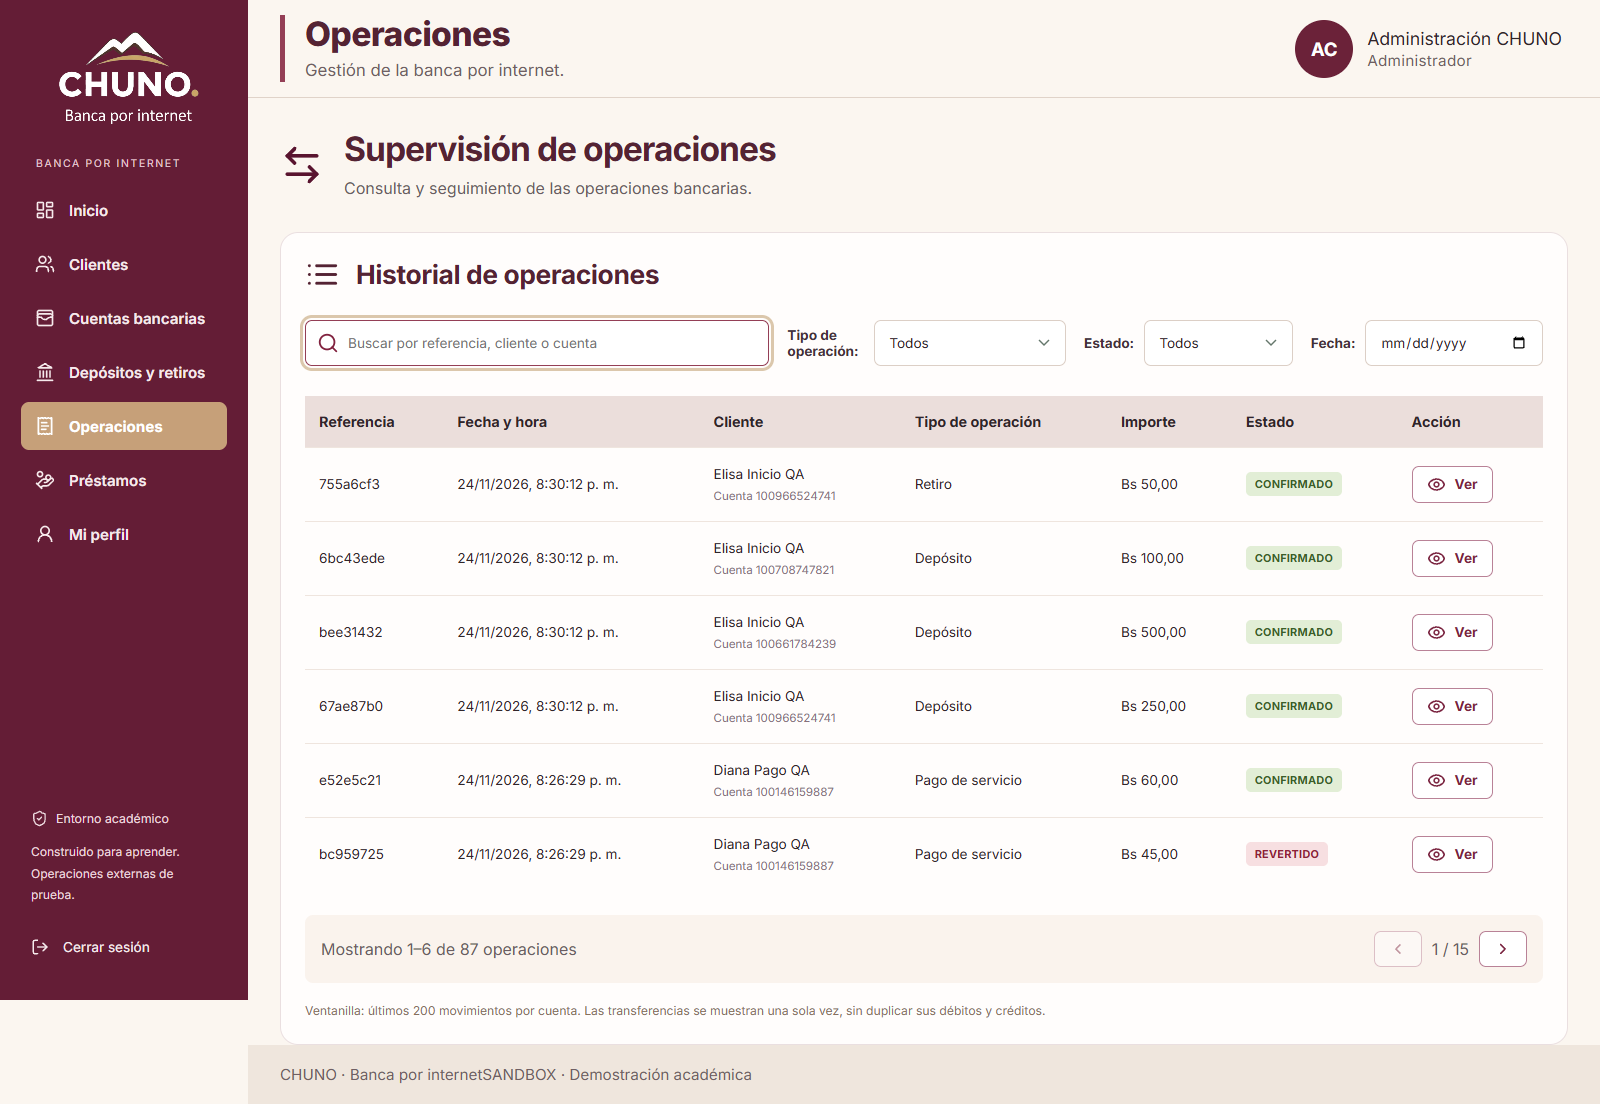 CHUNO.
Banca por internet
BANCA POR INTERNET
Inicio
Clientes
Cuentas bancarias
Depósitos y retiros
Operaciones
Préstamos
Mi perfil
Entorno académico
Construido para aprender.
Operaciones externas de
prueba.
Cerrar sesión
Operaciones
Gestión de la banca por internet.
AC
Administración CHUNO
Administrador
Supervisión de operaciones
Consulta y seguimiento de las operaciones bancarias.
Historial de operaciones
Buscar por referencia, cliente o cuenta
Tipo de
operación:
Todos
Estado:
Todos
Fecha:
mm/dd/yyyy
Referencia Fecha y hora Cliente Tipo de operación Importe Estado Acción
755a6cf3 24/11/2026, 8:30:12 p. m. Elisa Inicio QA Retiro Bs 50,00 CONFIRMADO Ver
Cuenta 100966524741
6bc43ede 24/11/2026, 8:30:12 p. m. Elisa Inicio QA Depósito Bs 100,00 CONFIRMADO Ver
Cuenta 100708747821
bee31432 24/11/2026, 8:30:12 p. m. Elisa Inicio QA Depósito Bs 500,00 CONFIRMADO Ver
Cuenta 100661784239
67ae87b0 24/11/2026, 8:30:12 p. m. Elisa Inicio QA Depósito Bs 250,00 CONFIRMADO Ver
Cuenta 100966524741
e52e5c21 24/11/2026, 8:26:29 p. m. Diana Pago QA Pago de servicio Bs 60,00 CONFIRMADO Ver
Cuenta 100146159887
bc959725 24/11/2026, 8:26:29 p. m. Diana Pago QA Pago de servicio Bs 45,00 REVERTIDO Ver
Cuenta 100146159887
Mostrando 1–6 de 87 operaciones
1 / 15
Ventanilla: últimos 200 movimientos por cuenta. Las transferencias se muestran una sola vez, sin duplicar sus débitos y créditos.
CHUNO · Banca por internetSANDBOX · Demostración académica